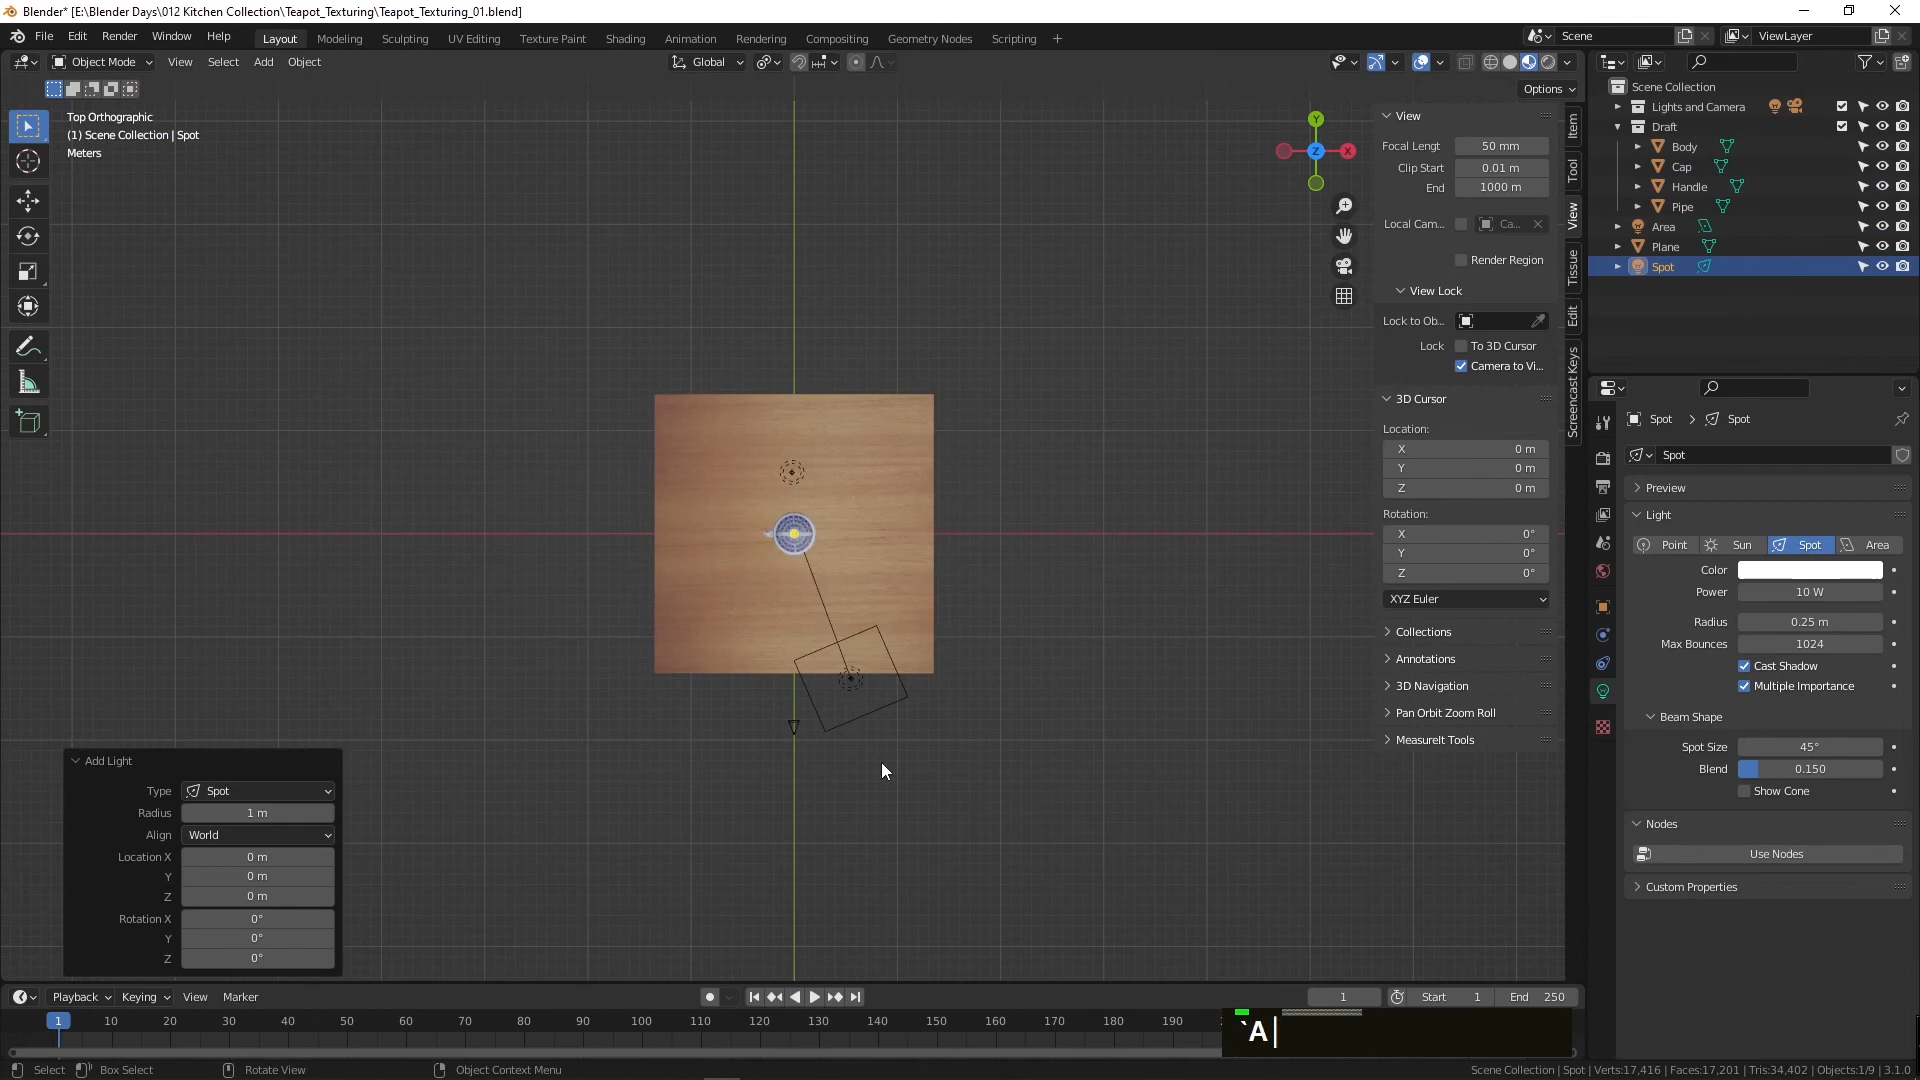 Blender* [E:\Blender Days\012 Kitchen Collection\Teapot_Texturing\Teapot_Texturing_01.blend]
File Edit Render Window Help Layout Modeling Sculpting UV Editing Texture Paint Shading Animation Rendering Compositing Geometry Nodes Scripting + Scene ViewLayer
Object Mode View Select Add Object Global
Options
Top Orthographic
(1) Scene Collection | Spot
Meters
Y
X
Z
View
Focal Lengt 50 mm
Clip Start 0.01 m
End 1000 m
Local Cam... Ca...
Render Region
View Lock
Lock to Ob...
Lock To 3D Cursor
Camera to Vi...
3D Cursor
Location:
X 0 m
Y 0 m
Z 0 m
Rotation:
X 0°
Y 0°
Z 0°
XYZ Euler
Collections
Annotations
3D Navigation
Pan Orbit Zoom Roll
MeasureIt Tools
Item
Tool
View
Tissue
Edit
Screencast Keys
Scene Collection
Lights and Camera
Draft
Body
Cap
Handle
Pipe
Area
Plane
Spot
Spot Spot
Spot
Preview
Light
Point Sun Spot Area
Color
Power 10 W
Radius 0.25 m
Max Bounces 1024
Cast Shadow
Multiple Importance
Beam Shape
Spot Size 45°
Blend 0.150
Show Cone
Nodes
Use Nodes
Custom Properties
Add Light
Type Spot
Radius 1 m
Align World
Location X 0 m
Y 0 m
Z 0 m
Rotation X 0°
Y 0°
Z 0°
Playback Keying View Marker 1 Start 1 End 250
1 10 20 30 40 50 60 70 80 90 100 110 120 130 140 150 160 170 180 190
`A
Select Box Select Rotate View Object Context Menu Scene Collection | Spot | Verts:17,416 | Faces:17,201 | Tris:34,402 | Objects:1/9 | 3.1.0